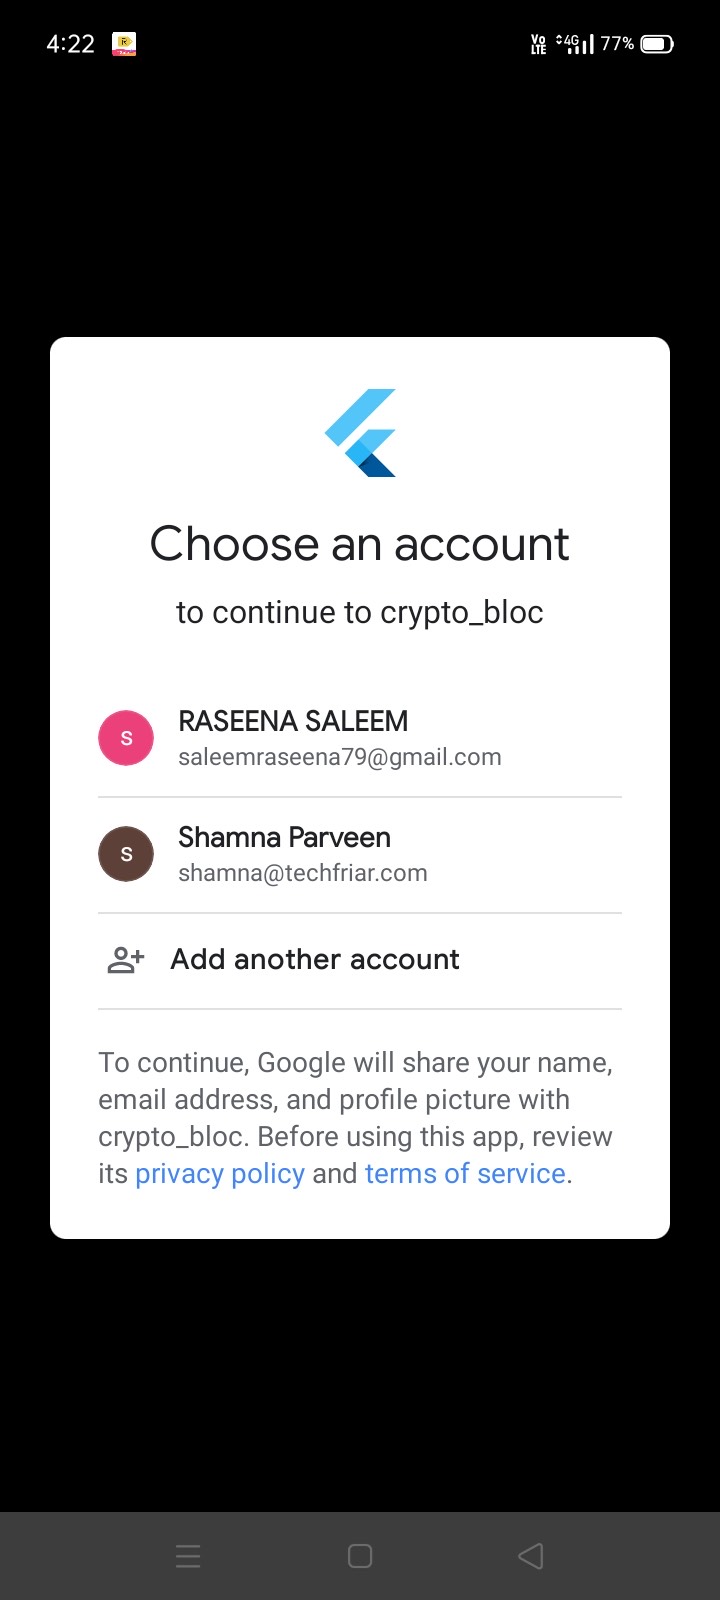 4:22
Vo LTE 4G 77%
Choose an account
to continue to crypto_bloc
S
RASEENA SALEEM
saleemraseena79@gmail.com
S
Shamna Parveen
shamna@techfriar.com
Add another account
To continue, Google will share your name,
email address, and profile picture with
crypto_bloc. Before using this app, review
its privacy policy and terms of service.